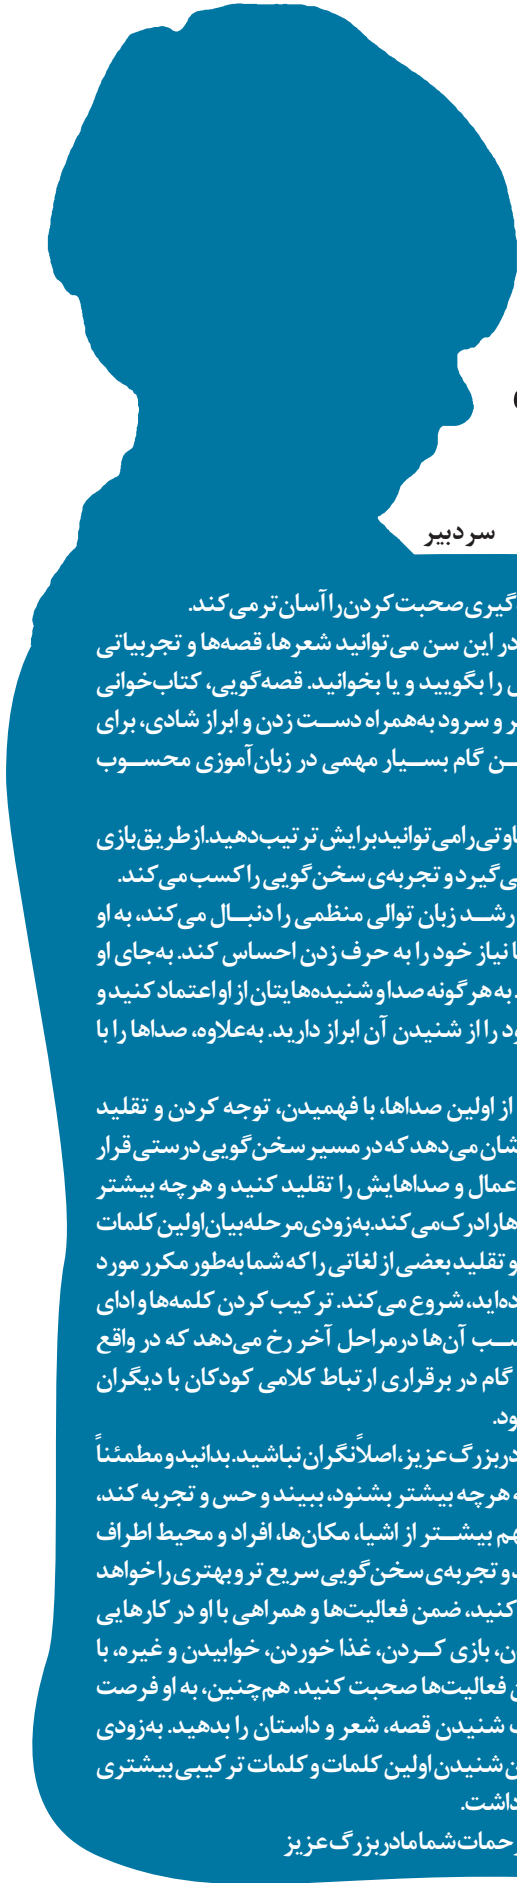 سردبیر
گیری صحبت کردن را آسان‌تر می‌کند.
در این سن می‌توانید شعرها، قصه‌ها و تجربیاتی
را بگویید و یا بخوانید. قصه‌گویی، کتاب‌خوانی
و سرود به‌همراه دست زدن و ابراز شادی، برای
گام بسیار مهمی در زبان‌آموزی محسوب
را می‌توانید برایش ترتیب دهید. از طریق بازی
می‌گیرد و تجربه‌ی سخن‌گویی را کسب می‌کند.
رشد زبان توالی منظمی را دنبال می‌کند، به او
نیاز خود را به حرف زدن احساس کند. به‌جای او
به هر گونه صدا و شنیده‌هایتان از او اعتماد کنید و
را از شنیدن آن ابراز دارید. به‌علاوه، صداها را با
از اولین صداها، با فهمیدن، توجه کردن و تقلید
نشان می‌دهد که در مسیر سخن‌گویی درستی قرار
اعمال و صداهایش را تقلید کنید و هرچه بیشتر
را درک می‌کند. به‌زودی مرحله بیان اولین کلمات
و تقلید بعضی از لغاتی را که شما به‌طور مکرر مورد
شروع می‌کند. ترکیب کردن کلمه‌ها و ادای
آن‌ها درمراحل آخر رخ می‌دهد که در واقع
گام در برقراری ارتباط کلامی کودکان با دیگران
عزیز، اصلاً نگران نباشید. بدانید و مطمئناً
هرچه بیشتر بشنود، ببیند و حس و تجربه کند،
بیشتر از اشیا، مکان‌ها، افراد و محیط اطراف
و تجربه‌ی سخن‌گویی سریع‌تر و بهتری را خواهد
کنید، ضمن فعالیت‌ها و همراهی با او در کارهایی
بازی کردن، غذا خوردن، خوابیدن و غیره، با
فعالیت‌ها صحبت کنید. هم‌چنین، به او فرصت
شنیدن قصه، شعر و داستان را بدهید. به‌زودی
شنیدن اولین کلمات و کلمات ترکیبی بیشتری
داشت.
شما مادربزرگ عزیز